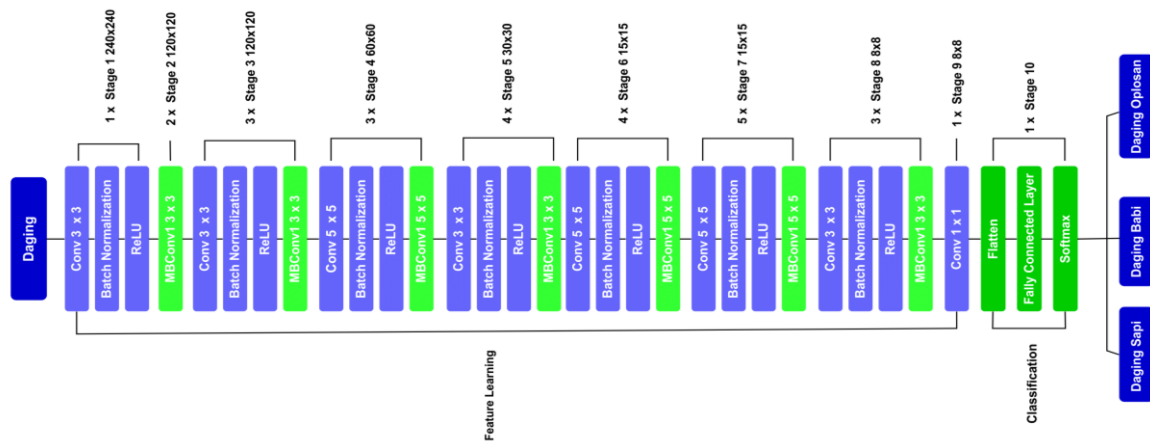 Daging
Conv 3 x 3
Batch Normalization
ReLU
1 x Stage 1 240x240
MBConv1 3 x 3
2 x Stage 2 120x120
Conv 3 x 3
Batch Normalization
ReLU
MBConv1 3 x 3
3 x Stage 3 120x120
Conv 5 x 5
Batch Normalization
ReLU
MBConv1 5 x 5
3 x Stage 4 60x60
Conv 3 x 3
Batch Normalization
ReLU
MBConv1 3 x 3
4 x Stage 5 30x30
Conv 5 x 5
Batch Normalization
ReLU
MBConv1 5 x 5
4 x Stage 6 15x15
Conv 5 x 5
Batch Normalization
ReLU
MBConv1 5 x 5
5 x Stage 7 15x15
Conv 3 x 3
Batch Normalization
ReLU
MBConv1 3 x 3
3 x Stage 8 8x8
Conv 1 x 1
1 x Stage 9 8x8
Feature Learning
Flatten
Fally Connected Layer
Softmax
1 x Stage 10
Classification
Daging Sapi
Daging Babi
Daging Oplosan